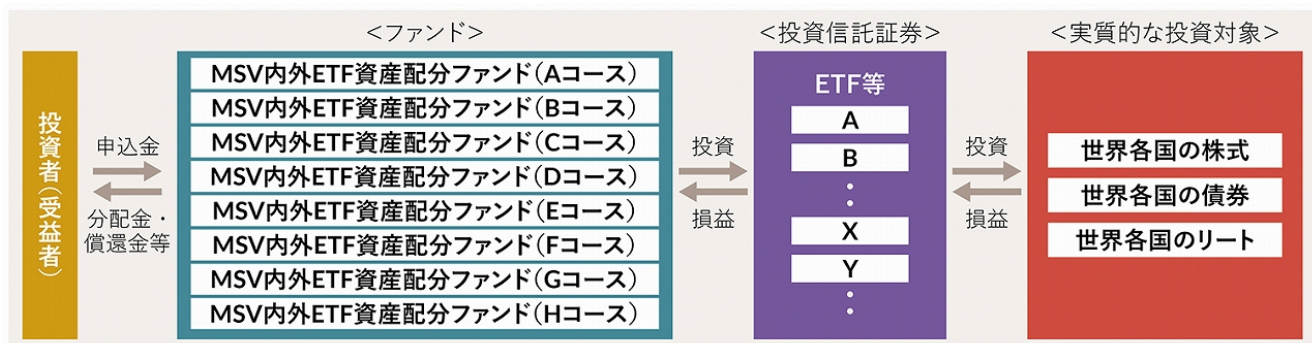 <ファンド>
<投資信託証券>
<実質的な投資対象>
投資者(受益者)
申込金
分配金・
償還金等
MSV内外ETF資産配分ファンド(Aコース)
MSV内外ETF資産配分ファンド(Bコース)
MSV内外ETF資産配分ファンド(Cコース)
MSV内外ETF資産配分ファンド(Dコース)
MSV内外ETF資産配分ファンド(Eコース)
MSV内外ETF資産配分ファンド(Fコース)
MSV内外ETF資産配分ファンド(Gコース)
MSV内外ETF資産配分ファンド(Hコース)
投資
損益
ETF等
A
B
・
・
X
Y
・
・
投資
損益
世界各国の株式
世界各国の債券
世界各国のリート